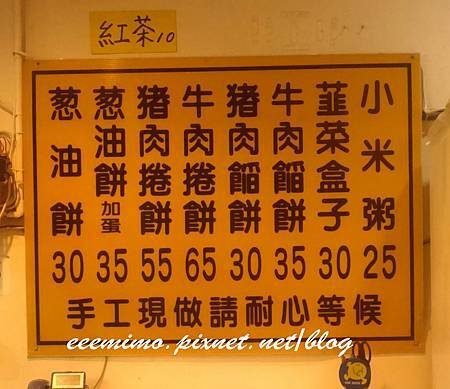 紅茶10
小米粥 25
韮菜盒子 30
牛肉餡餅 35
豬肉餡餅 30
牛肉捲餅 65
豬肉捲餅 55
葱油餅加蛋 35
葱油餅 30
手工現做請耐心等候
eeemimo.pixnet.net/blog